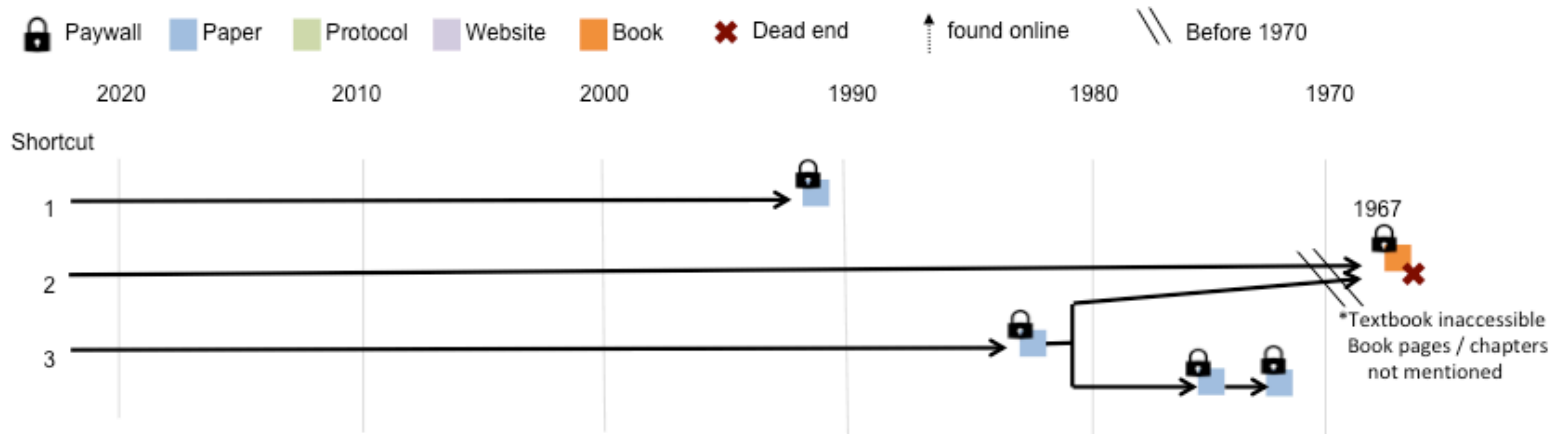 Paywall Paper Protocol Website Book Dead end found online Before 1970
2020 2010 2000 1990 1980 1970
Shortcut
1
1967
2
*Textbook inaccessible
Book pages / chapters
not mentioned
3